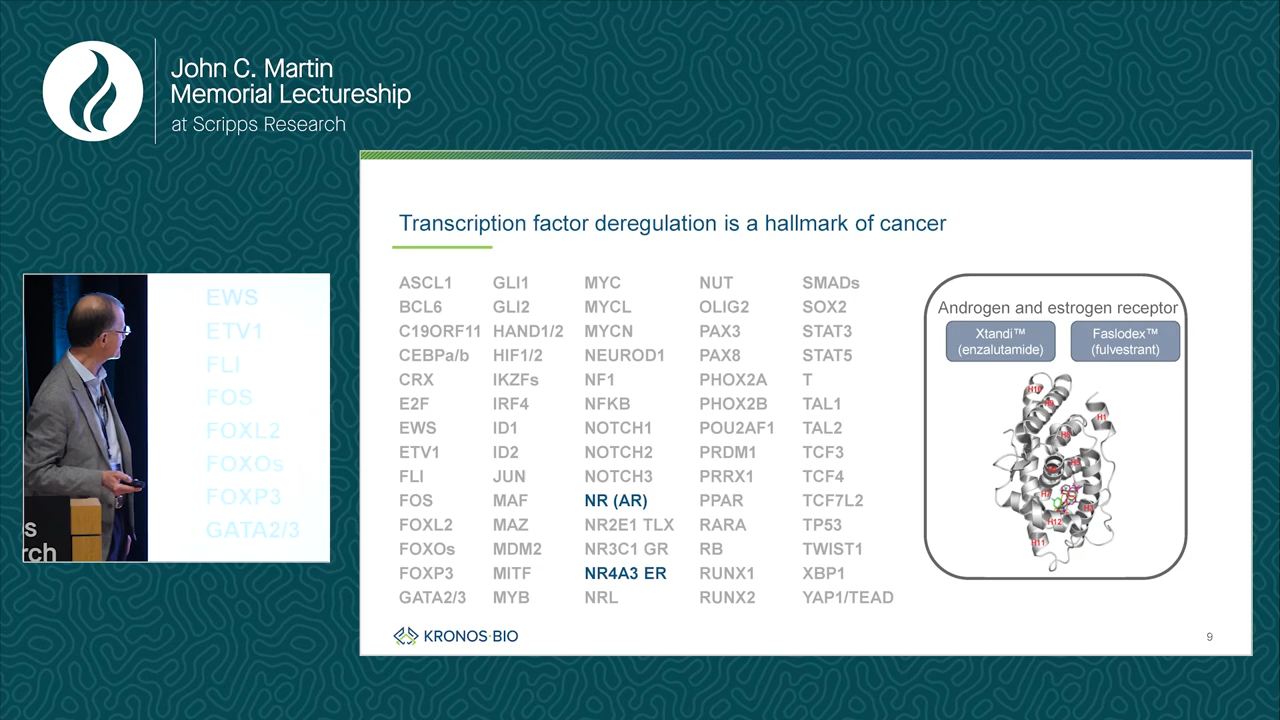 John C. Martin
Memorial Lectureship
at Scripps Research
EWS
ETV1
FLI
FOS
FOXL2
FOXOs
FOXP3
GATA2/3
s
rch
Transcription factor deregulation is a hallmark of cancer
ASCL1 GLI1 MYC NUT SMADs
BCL6 GLI2 MYCL OLIG2 SOX2
C19ORF11 HAND1/2 MYCN PAX3 STAT3
CEBPa/b HIF1/2 NEUROD1 PAX8 STAT5
CRX IKZFs NF1 PHOX2A T
E2F IRF4 NFKB PHOX2B TAL1
EWS ID1 NOTCH1 POU2AF1 TAL2
ETV1 ID2 NOTCH2 PRDM1 TCF3
FLI JUN NOTCH3 PRRX1 TCF4
FOS MAF NR (AR) PPAR TCF7L2
FOXL2 MAZ NR2E1 TLX RARA TP53
FOXOs MDM2 NR3C1 GR RB TWIST1
FOXP3 MITF NR4A3 ER RUNX1 XBP1
GATA2/3 MYB NRL RUNX2 YAP1/TEAD
Androgen and estrogen receptor
Xtandi™
(enzalutamide)
Faslodex™
(fulvestrant)
H1
H12
H11
KRONOS·BIO
9